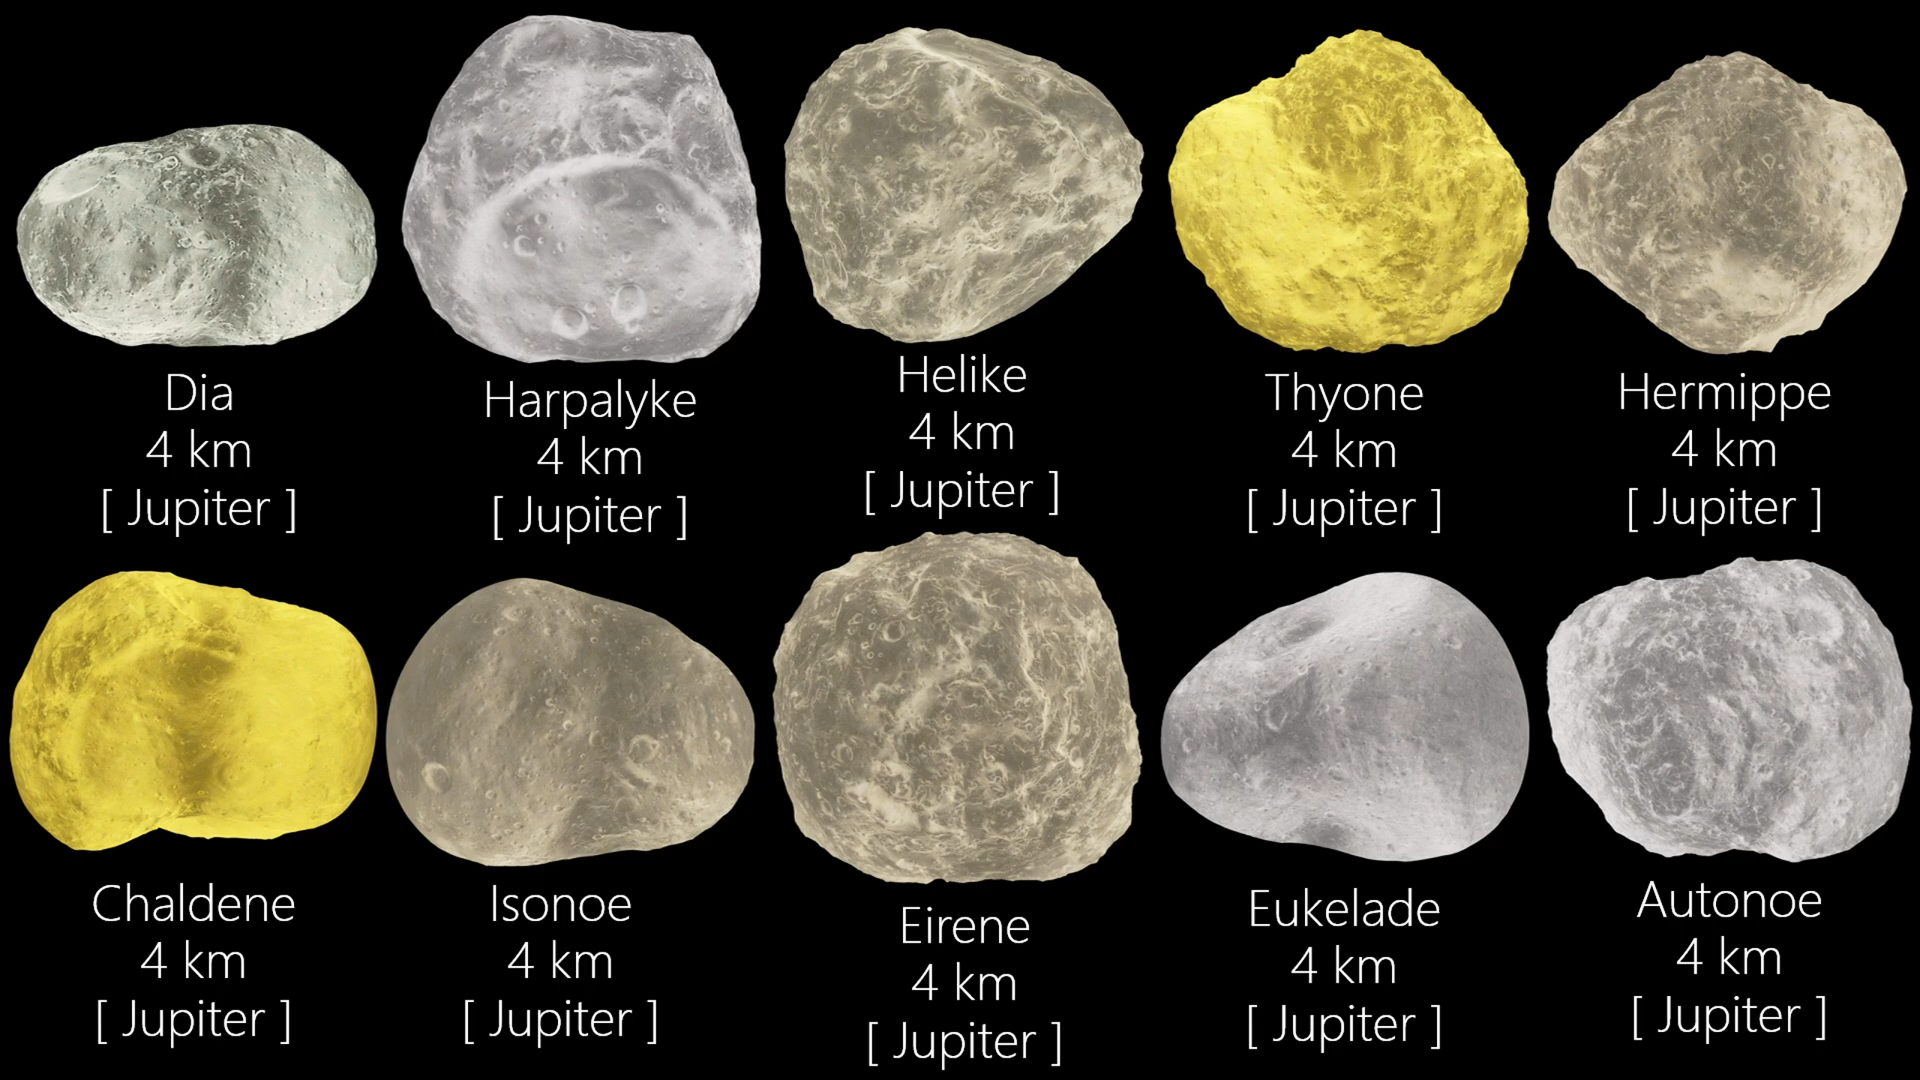 Dia
4 km
[ Jupiter ]
Harpalyke
4 km
[ Jupiter ]
Helike
4 km
[ Jupiter ]
Thyone
4 km
[ Jupiter ]
Hermippe
4 km
[ Jupiter ]
Chaldene
4 km
[ Jupiter ]
Isonoe
4 km
[ Jupiter ]
Eirene
4 km
[ Jupiter ]
Eukelade
4 km
[ Jupiter ]
Autonoe
4 km
[ Jupiter ]